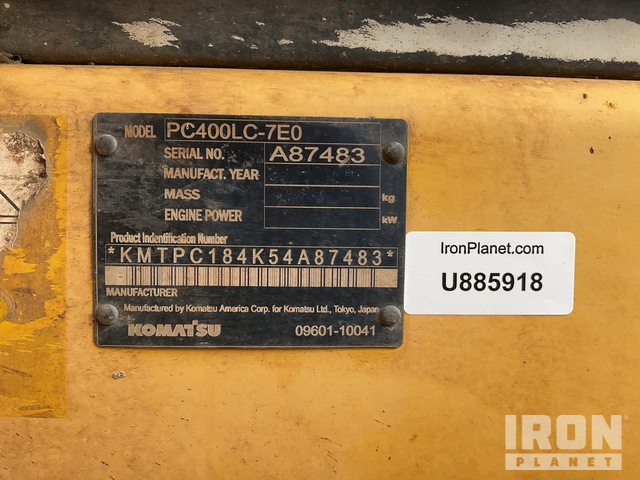 MODEL PC400LC-7E0
SERIAL NO. A87483
MANUFACT. YEAR
MASS kg
ENGINE POWER kW
Product Indentification Number
*KMTPC184K54A87483*
MANUFACTURER
Manufactured by Komatsu America Corp. for Komatsu Ltd., Tokyo, Japan
KOMATSU 09601-10041
IronPlanet.com
U885918
IRON
PLANET